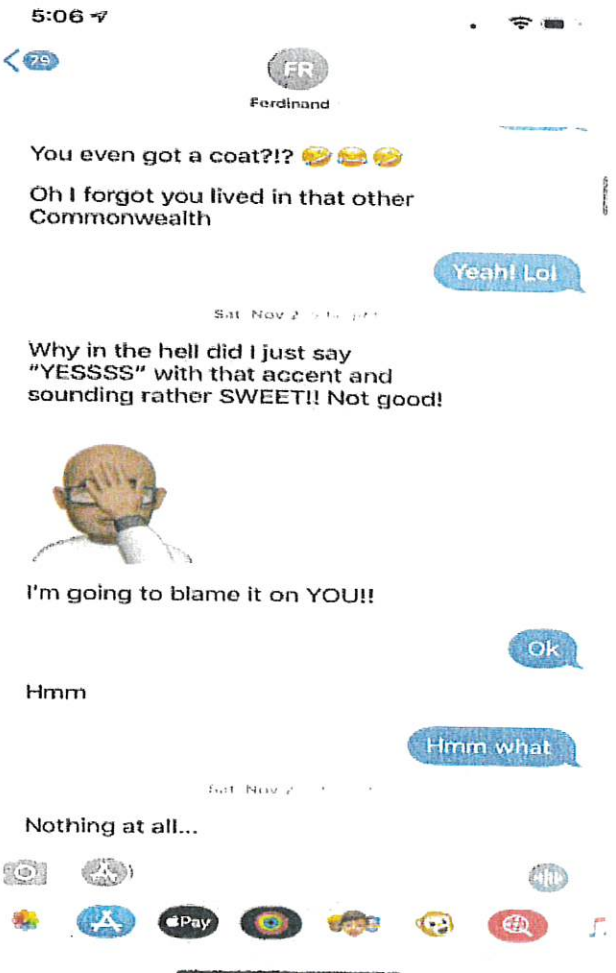 5:06
79
FR
Ferdinand
You even got a coat?!? 🤣😂🤣
Oh I forgot you lived in that other
Commonwealth
Yeah! Lol
Sat, Nov 2
Why in the hell did I just say
"YESSSS" with that accent and
sounding rather SWEET!! Not good!
I'm going to blame it on YOU!!
Ok
Hmm
Hmm what
Sat, Nov 2
Nothing at all...
Pay